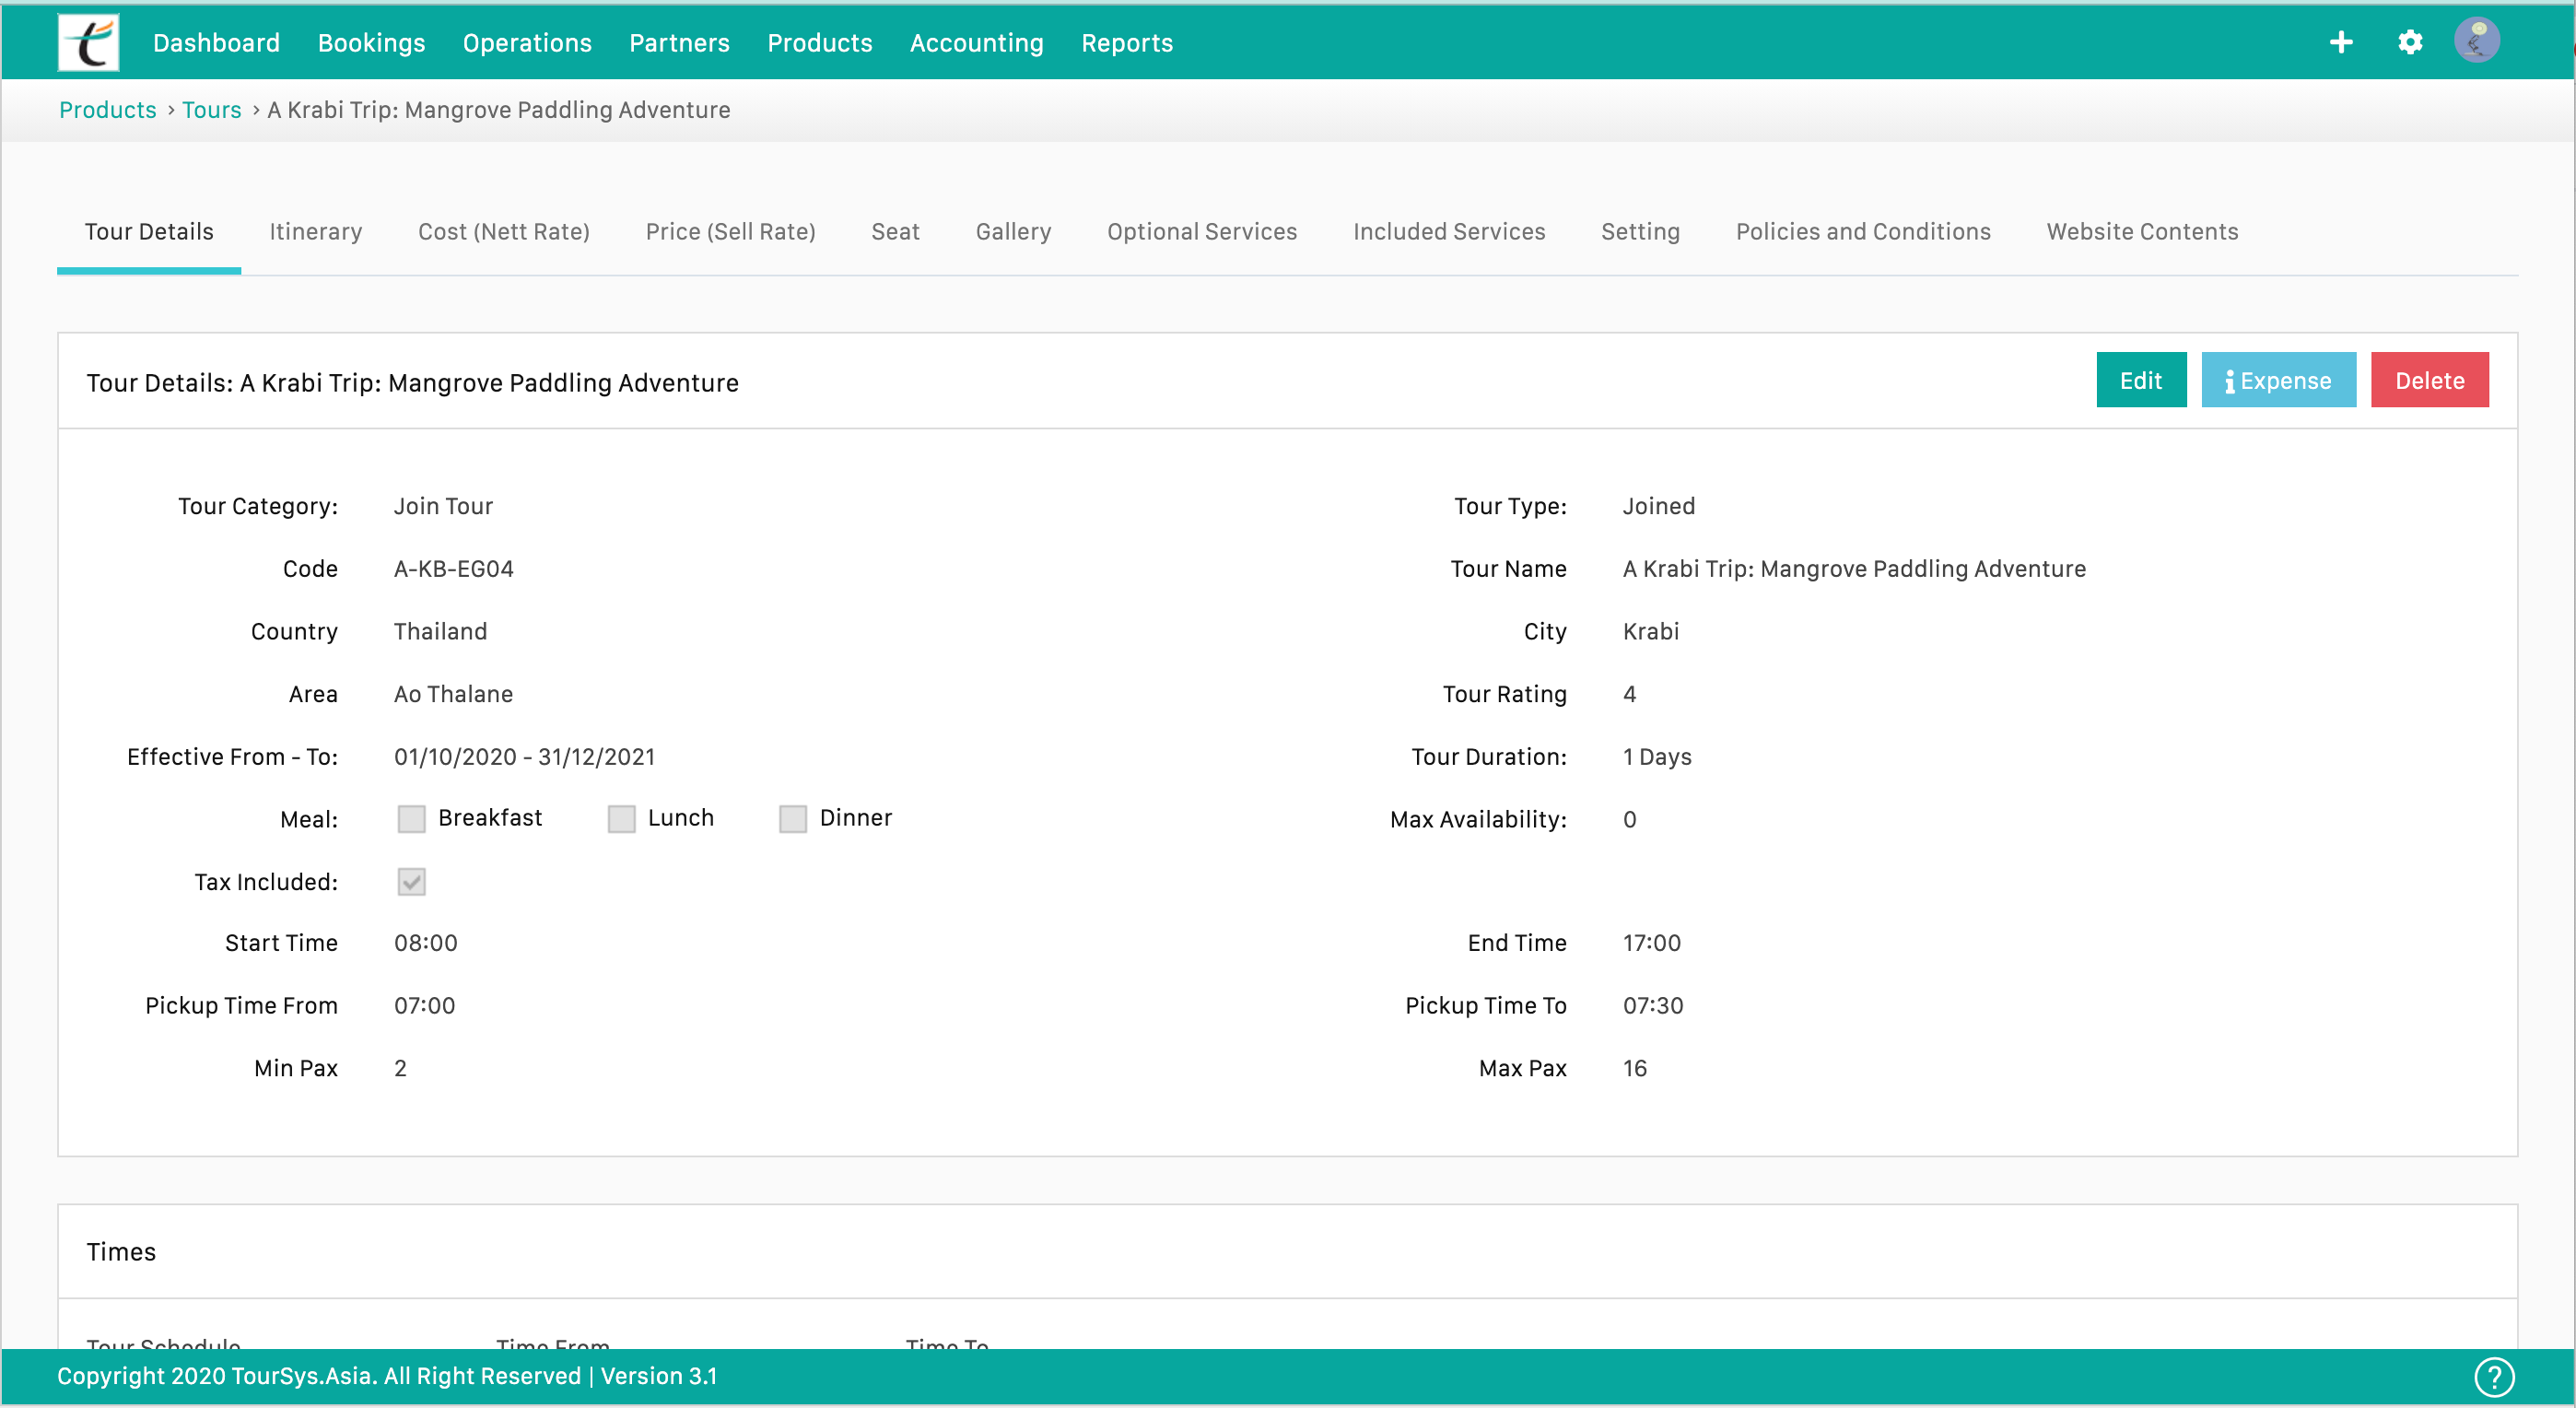 Dashboard Bookings Operations Partners Products Accounting Reports
Products › Tours › A Krabi Trip: Mangrove Paddling Adventure
Tour Details Itinerary Cost (Nett Rate) Price (Sell Rate) Seat Gallery Optional Services Included Services Setting Policies and Conditions Website Contents
Tour Details: A Krabi Trip: Mangrove Paddling Adventure Edit Expense Delete
Tour Category: Join Tour Tour Type: Joined
Code A-KB-EG04 Tour Name A Krabi Trip: Mangrove Paddling Adventure
Country Thailand City Krabi
Area Ao Thalane Tour Rating 4
Effective From - To: 01/10/2020 - 31/12/2021 Tour Duration: 1 Days
Meal: Breakfast Lunch Dinner Max Availability: 0
Tax Included:
Start Time 08:00 End Time 17:00
Pickup Time From 07:00 Pickup Time To 07:30
Min Pax 2 Max Pax 16
Times
Tour Schedule Time From Time To
Copyright 2020 TourSys.Asia. All Right Reserved | Version 3.1